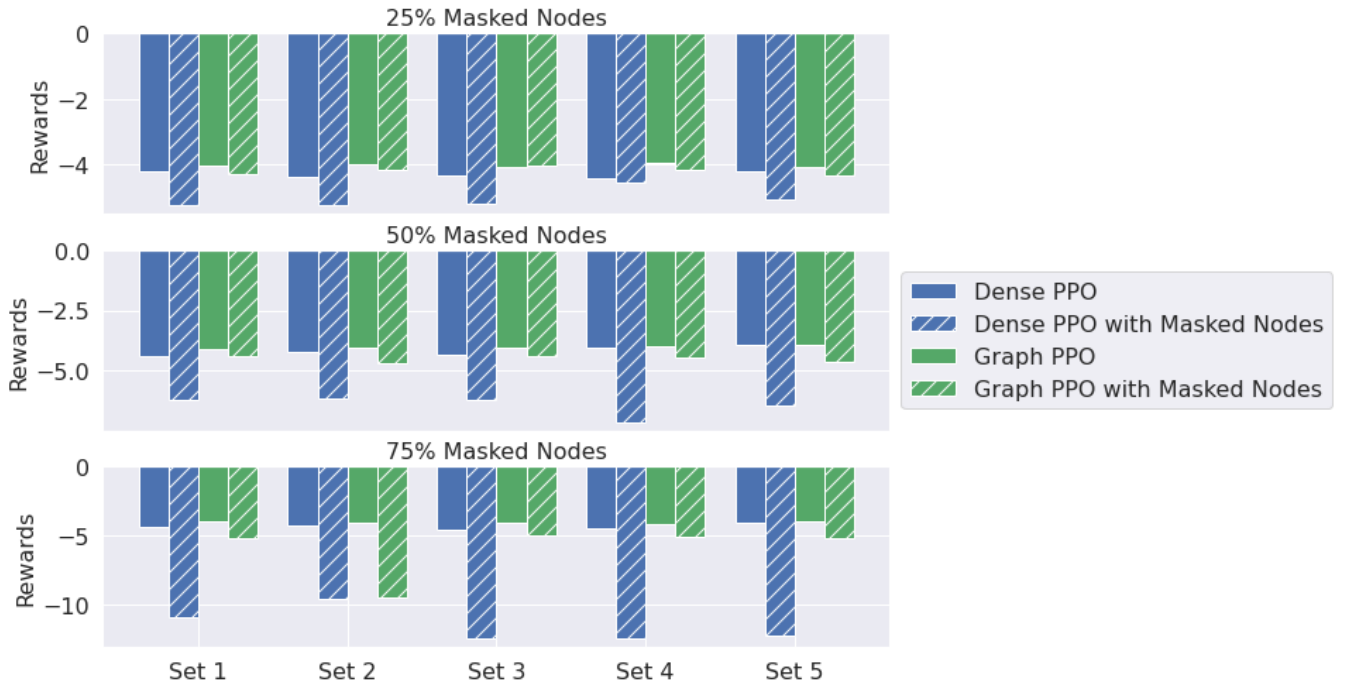 25% Masked Nodes
0
−2
−4
Rewards
50% Masked Nodes
0.0
−2.5
−5.0
Rewards
Dense PPO
Dense PPO with Masked Nodes
Graph PPO
Graph PPO with Masked Nodes
75% Masked Nodes
0
−5
−10
Rewards
Set 1 Set 2 Set 3 Set 4 Set 5